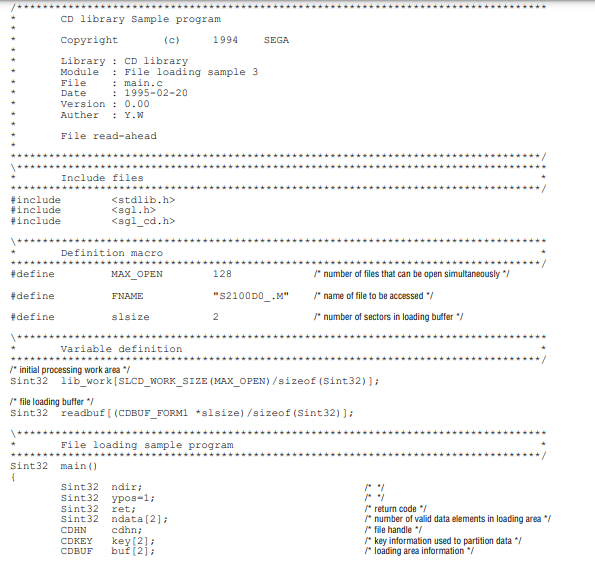 /***********************************************************************************
* CD library Sample program
*
* Copyright (c) 1994 SEGA
*
* Library : CD library
* Module : File loading sample 3
* File : main.c
* Date : 1995-02-20
* Version : 0.00
* Auther : Y.W
*
* File read-ahead
*
***********************************************************************************/
\***********************************************************************************
* Include files *
***********************************************************************************/
#include <stdlib.h>
#include <sgl.h>
#include <sgl_cd.h>
\***********************************************************************************
* Definition macro *
***********************************************************************************/
#define MAX_OPEN 128 /* number of files that can be open simultaneously */
#define FNAME "S2100D0_.M" /* name of file to be accessed */
#define slsize 2 /* number of sectors in loading buffer */
\***********************************************************************************
* Variable definition *
***********************************************************************************/
/* initial processing work area */
Sint32 lib_work[SLCD_WORK_SIZE(MAX_OPEN)/sizeof(Sint32)];
/* file loading buffer */
Sint32 readbuf[(CDBUF_FORM1 *slsize)/sizeof(Sint32)];
\***********************************************************************************
* File loading sample program *
***********************************************************************************/
Sint32 main()
{
Sint32 ndir; /* */
Sint32 ypos=1; /* */
Sint32 ret; /* return code */
Sint32 ndata[2]; /* number of valid data elements in loading area */
CDHN cdhn; /* file handle */
CDKEY key[2]; /* key information used to partition data */
CDBUF buf[2]; /* loading area information */